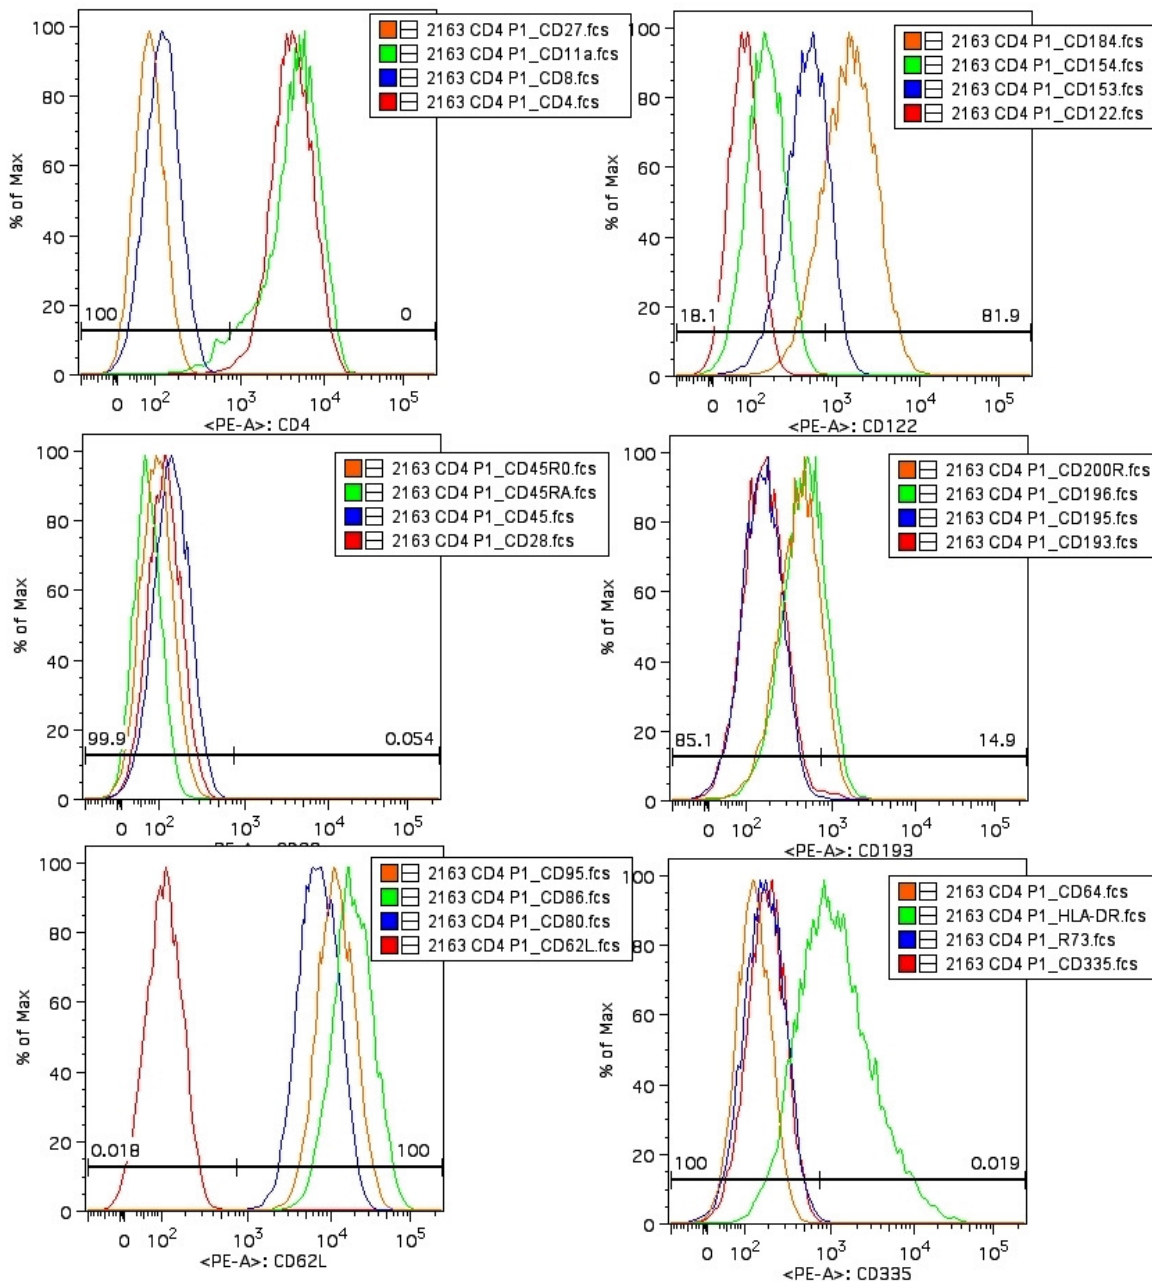 100
80
60
40
20
0
% of Max
2163 CD4 P1_CD27.fcs
2163 CD4 P1_CD11a.fcs
2163 CD4 P1_CD8.fcs
2163 CD4 P1_CD4.fcs
100
0
0 10² 10³ 10⁴ 10⁵
<PE-A>: CD4
100
80
60
40
20
0
% of Max
2163 CD4 P1_CD184.fcs
2163 CD4 P1_CD154.fcs
2163 CD4 P1_CD153.fcs
2163 CD4 P1_CD122.fcs
18.1
81.9
0 10² 10³ 10⁴ 10⁵
<PE-A>: CD122
100
80
60
40
20
0
% of Max
2163 CD4 P1_CD45R0.fcs
2163 CD4 P1_CD45RA.fcs
2163 CD4 P1_CD45.fcs
2163 CD4 P1_CD28.fcs
99.9
0.054
0 10² 10³ 10⁴ 10⁵
100
80
60
40
20
0
% of Max
2163 CD4 P1_CD200R.fcs
2163 CD4 P1_CD196.fcs
2163 CD4 P1_CD195.fcs
2163 CD4 P1_CD193.fcs
85.1
14.9
0 10² 10³ 10⁴ 10⁵
<PE-A>: CD193
100
80
60
40
20
0
% of Max
2163 CD4 P1_CD95.fcs
2163 CD4 P1_CD86.fcs
2163 CD4 P1_CD80.fcs
2163 CD4 P1_CD62L.fcs
0.018
100
0 10² 10³ 10⁴ 10⁵
<PE-A>: CD62L
100
80
60
40
20
0
% of Max
2163 CD4 P1_CD64.fcs
2163 CD4 P1_HLA-DR.fcs
2163 CD4 P1_R73.fcs
2163 CD4 P1_CD335.fcs
100
0.019
0 10² 10³ 10⁴ 10⁵
<PE-A>: CD335